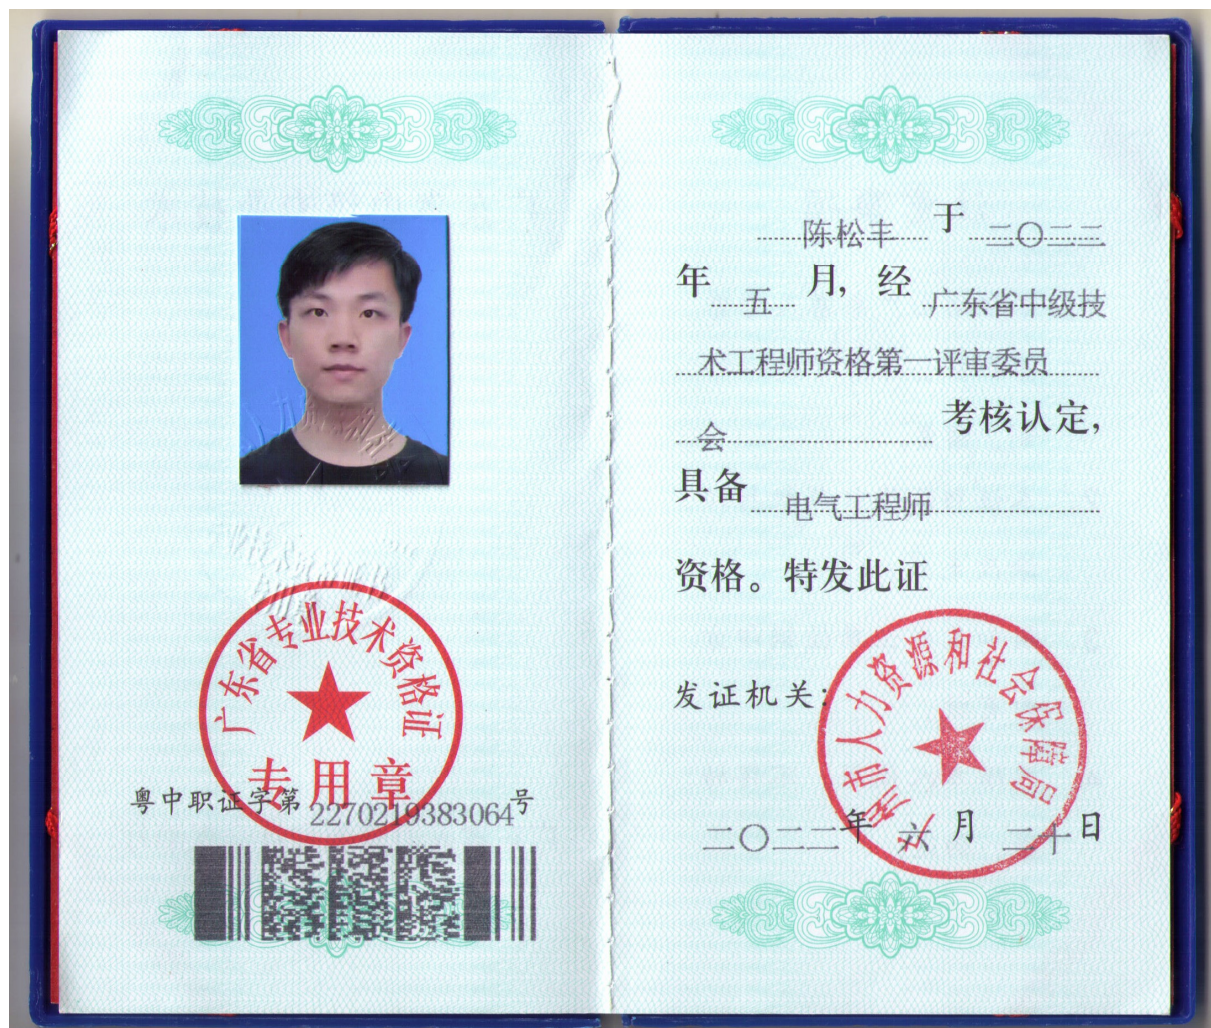 广东省专业技术资格证
专用章
粤中职证字第2270219383064号
陈松丰于二〇二二
年五月,经广东省中级技
术工程师资格第一评审委员
会考核认定,
具备电气工程师
资格。特发此证
发证机关:
市人力资源和社会保障局
二〇二二年六月二十日